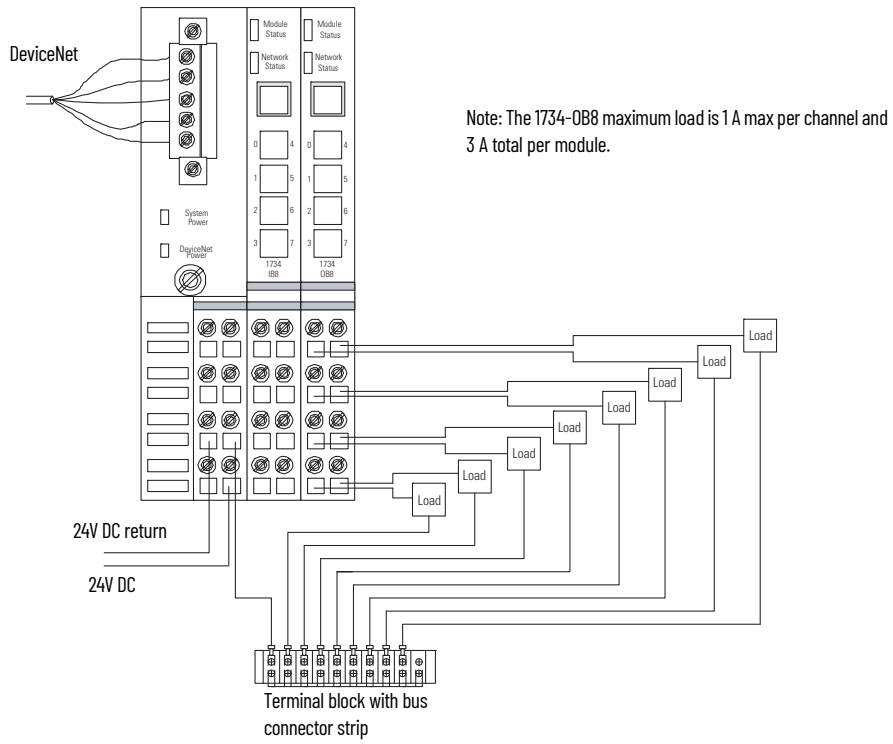 DeviceNet
Module
Status
Module
Status
Network
Status
Network
Status
Note: The 1734-OB8 maximum load is 1 A max per channel and
3 A total per module.
0 4 0 4
1 5 1 5
2 6 2 6
3 7 3 7
System
Power
DeviceNet
Power
1734
IB8
1734
OB8
Load
Load
Load
Load
Load
Load
Load
Load
24V DC return
24V DC
Terminal block with bus
connector strip